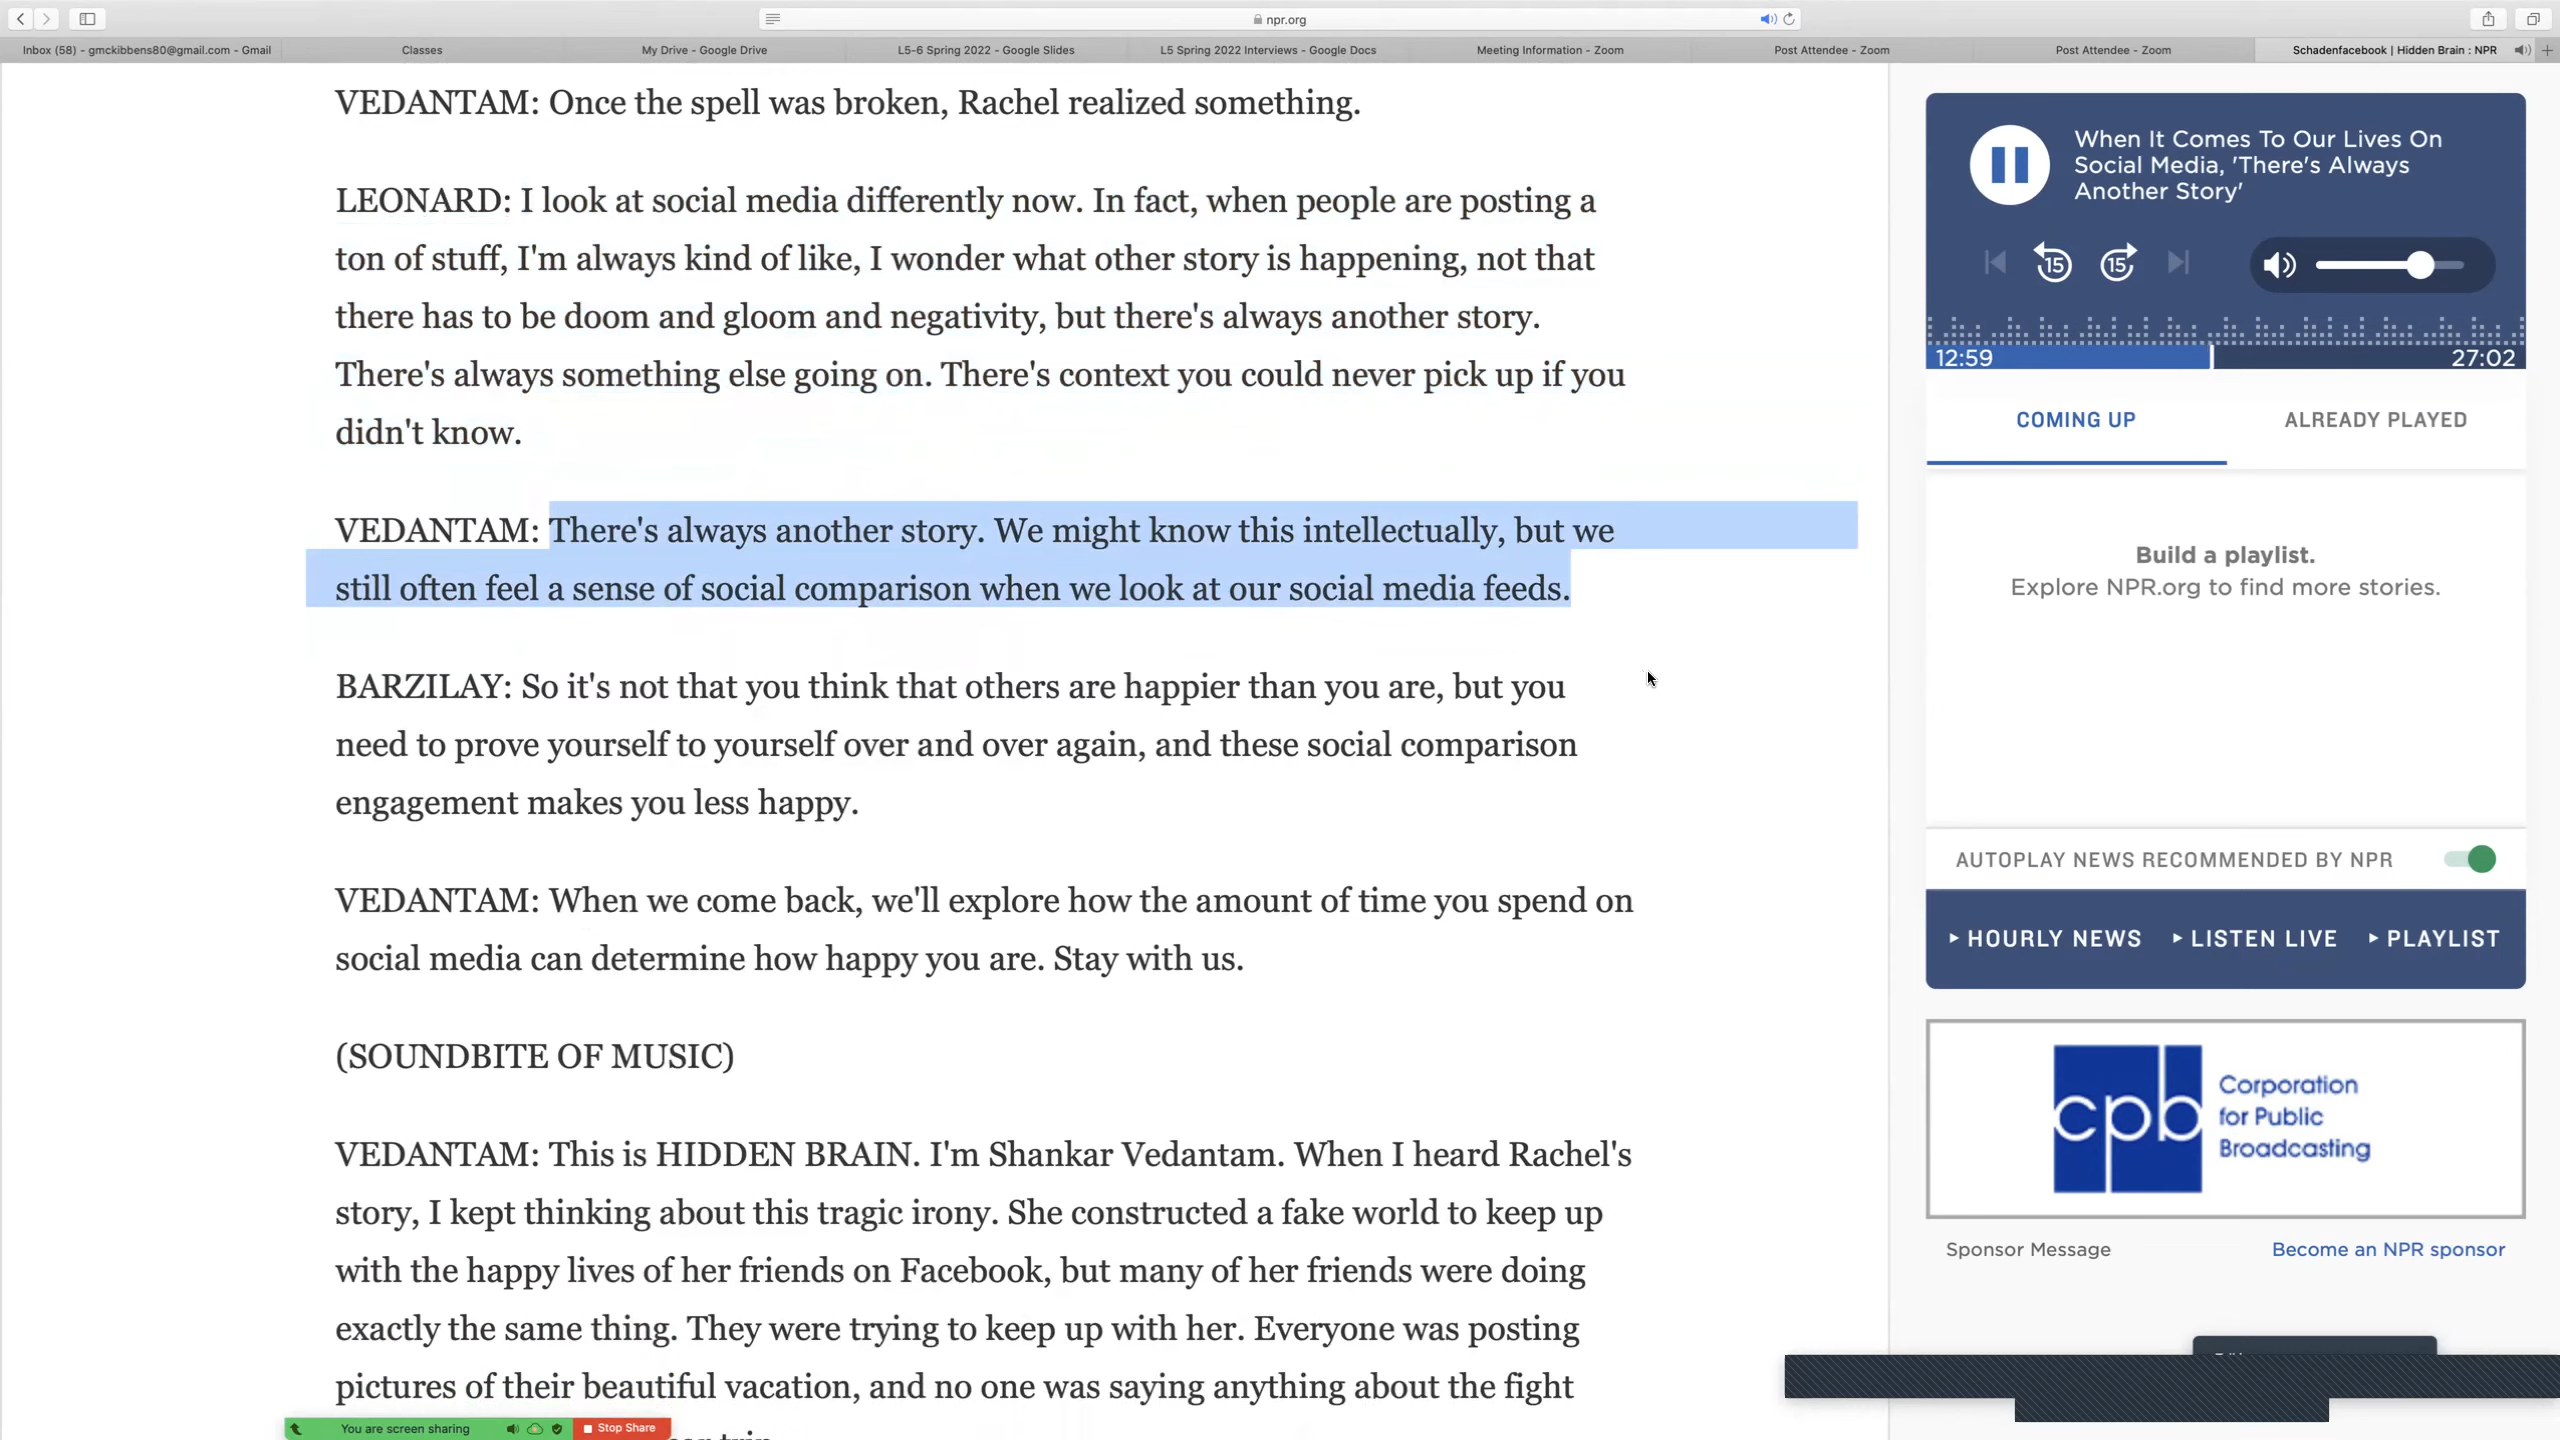 npr.org
Inbox (58) - gmckibbens80@gmail.com - Gmail
Classes
My Drive - Google Drive
L5-6 Spring 2022 - Google Slides
L5 Spring 2022 Interviews - Google Docs
Meeting Information - Zoom
Post Attendee - Zoom
Post Attendee - Zoom
Schadenfacebook | Hidden Brain : NPR
VEDANTAM: Once the spell was broken, Rachel realized something.
LEONARD: I look at social media differently now. In fact, when people are posting a
ton of stuff, I'm always kind of like, I wonder what other story is happening, not that
there has to be doom and gloom and negativity, but there's always another story.
There's always something else going on. There's context you could never pick up if you
didn't know.
VEDANTAM: There's always another story. We might know this intellectually, but we
still often feel a sense of social comparison when we look at our social media feeds.
BARZILAY: So it's not that you think that others are happier than you are, but you
need to prove yourself to yourself over and over again, and these social comparison
engagement makes you less happy.
VEDANTAM: When we come back, we'll explore how the amount of time you spend on
social media can determine how happy you are. Stay with us.
(SOUNDBITE OF MUSIC)
VEDANTAM: This is HIDDEN BRAIN. I'm Shankar Vedantam. When I heard Rachel's
story, I kept thinking about this tragic irony. She constructed a fake world to keep up
with the happy lives of her friends on Facebook, but many of her friends were doing
exactly the same thing. They were trying to keep up with her. Everyone was posting
pictures of their beautiful vacation, and no one was saying anything about the fight
You are screen sharing
Stop Share
When It Comes To Our Lives On
Social Media, 'There's Always
Another Story'
15
15
12:59
27:02
COMING UP
ALREADY PLAYED
Build a playlist.
Explore NPR.org to find more stories.
AUTOPLAY NEWS RECOMMENDED BY NPR
HOURLY NEWS
LISTEN LIVE
PLAYLIST
cpb
Corporation
for Public
Broadcasting
Sponsor Message
Become an NPR sponsor